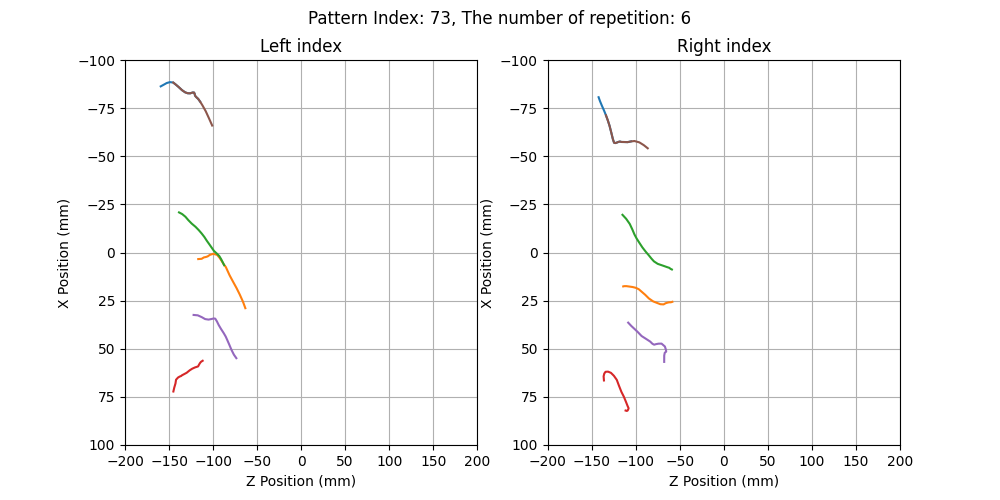 Pattern Index: 73, The number of repetition: 6
Left index
Right index
−100
−75
−50
−25
0
25
50
75
100
X Position (mm)
−200 −150 −100 −50 0 50 100 150 200
Z Position (mm)
−100
−75
−50
−25
0
25
50
75
100
X Position (mm)
−200 −150 −100 −50 0 50 100 150 200
Z Position (mm)